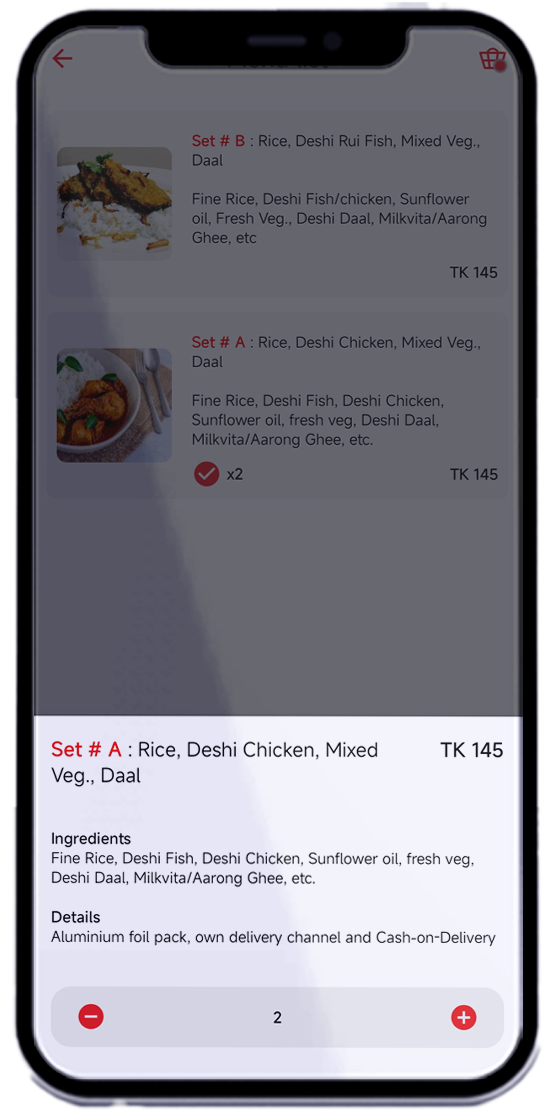 Set # B : Rice, Deshi Rui Fish, Mixed Veg.,
Daal
Fine Rice, Deshi Fish/chicken, Sunflower
oil, Fresh Veg., Deshi Daal, Milkvita/Aarong
Ghee, etc
TK 145
Set # A : Rice, Deshi Chicken, Mixed Veg.,
Daal
Fine Rice, Deshi Fish, Deshi Chicken,
Sunflower oil, fresh veg, Deshi Daal,
Milkvita/Aarong Ghee, etc.
x2 TK 145
Set # A : Rice, Deshi Chicken, Mixed TK 145
Veg., Daal
Ingredients
Fine Rice, Deshi Fish, Deshi Chicken, Sunflower oil, fresh veg,
Deshi Daal, Milkvita/Aarong Ghee, etc.
Details
Aluminium foil pack, own delivery channel and Cash-on-Delivery
2